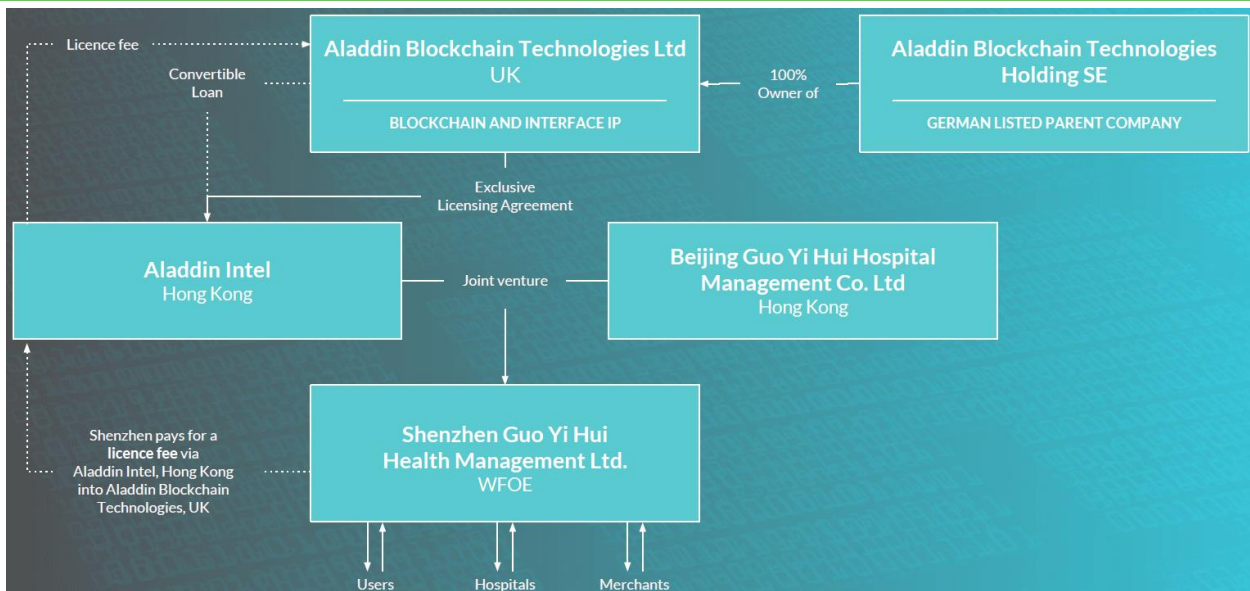 Licence fee
Convertible
Loan
Aladdin Blockchain Technologies Ltd
UK
BLOCKCHAIN AND INTERFACE IP
100%
Owner of
Aladdin Blockchain Technologies
Holding SE
GERMAN LISTED PARENT COMPANY
Exclusive
Licensing Agreement
Aladdin Intel
Hong Kong
Joint venture
Beijing Guo Yi Hui Hospital
Management Co. Ltd
Hong Kong
Shenzhen pays for a
licence fee via
Aladdin Intel, Hong Kong
into Aladdin Blockchain
Technologies, UK
Shenzhen Guo Yi Hui
Health Management Ltd.
WFOE
Users
Hospitals
Merchants